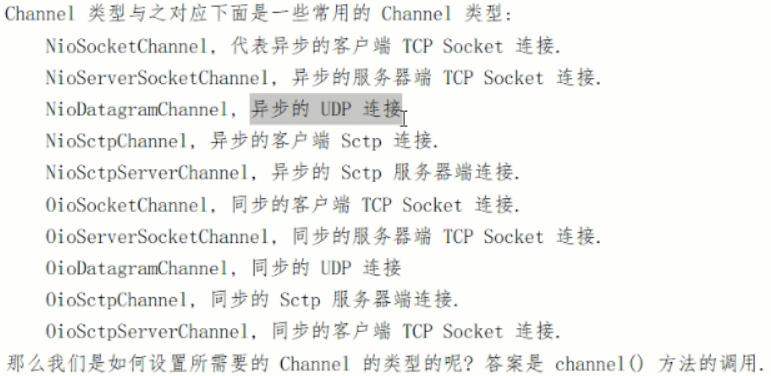 Channel 类型与之对应下面是一些常用的 Channel 类型:
NioSocketChannel, 代表异步的客户端 TCP Socket 连接.
NioServerSocketChannel, 异步的服务器端 TCP Socket 连接.
NioDatagramChannel, 异步的 UDP 连接
NioSctpChannel, 异步的客户端 Sctp 连接.
NioSctpServerChannel, 异步的 Sctp 服务器端连接.
OioSocketChannel, 同步的客户端 TCP Socket 连接.
OioServerSocketChannel, 同步的服务器端 TCP Socket 连接.
OioDatagramChannel, 同步的 UDP 连接
OioSctpChannel, 同步的 Sctp 服务器端连接.
OioSctpServerChannel, 同步的客户端 TCP Socket 连接.
那么我们是如何设置所需要的 Channel 的类型的呢? 答案是 channel() 方法的调用.